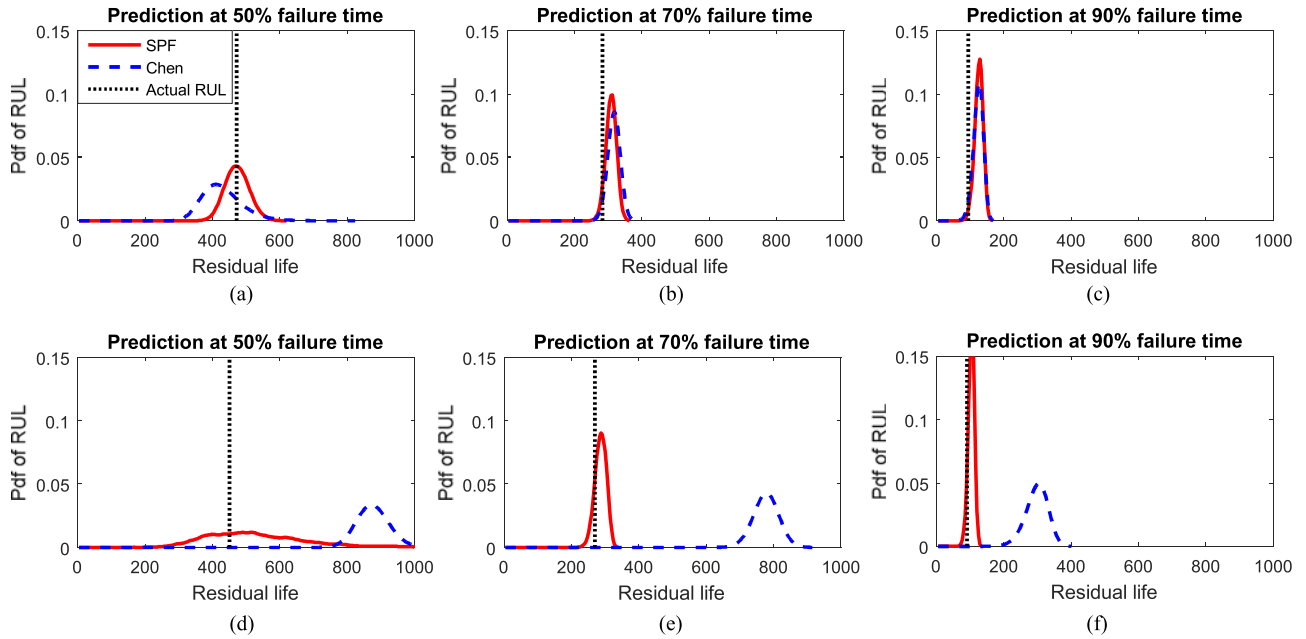 Prediction at 50% failure time
0.15
0.1
0.05
0
Pdf of RUL
SPF
Chen
Actual RUL
0 200 400 600 800 1000
Residual life
(a)
Prediction at 70% failure time
0.15
0.1
0.05
0
Pdf of RUL
0 200 400 600 800 1000
Residual life
(b)
Prediction at 90% failure time
0.15
0.1
0.05
0
Pdf of RUL
0 200 400 600 800 1000
Residual life
(c)
Prediction at 50% failure time
0.15
0.1
0.05
0
Pdf of RUL
0 200 400 600 800 1000
Residual life
(d)
Prediction at 70% failure time
0.15
0.1
0.05
0
Pdf of RUL
0 200 400 600 800 1000
Residual life
(e)
Prediction at 90% failure time
0.15
0.1
0.05
0
Pdf of RUL
0 200 400 600 800 1000
Residual life
(f)